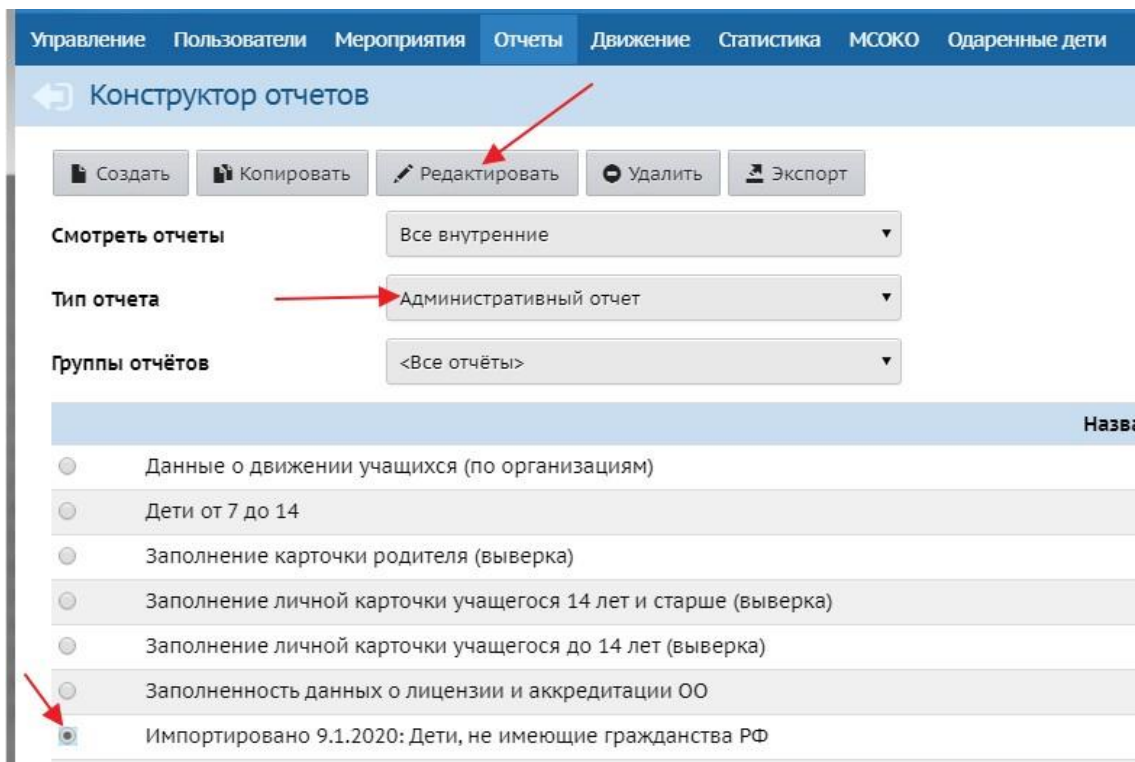 Управление Пользователи Мероприятия Отчеты Движение Статистика МСОКО Одаренные дети
Конструктор отчетов
Создать Копировать Редактировать Удалить Экспорт
Смотреть отчеты Все внутренние
Тип отчета Административный отчет
Группы отчётов <Все отчёты>
Назва
Данные о движении учащихся (по организациям)
Дети от 7 до 14
Заполнение карточки родителя (выверка)
Заполнение личной карточки учащегося 14 лет и старше (выверка)
Заполнение личной карточки учащегося до 14 лет (выверка)
Заполненность данных о лицензии и аккредитации ОО
Импортировано 9.1.2020: Дети, не имеющие гражданства РФ